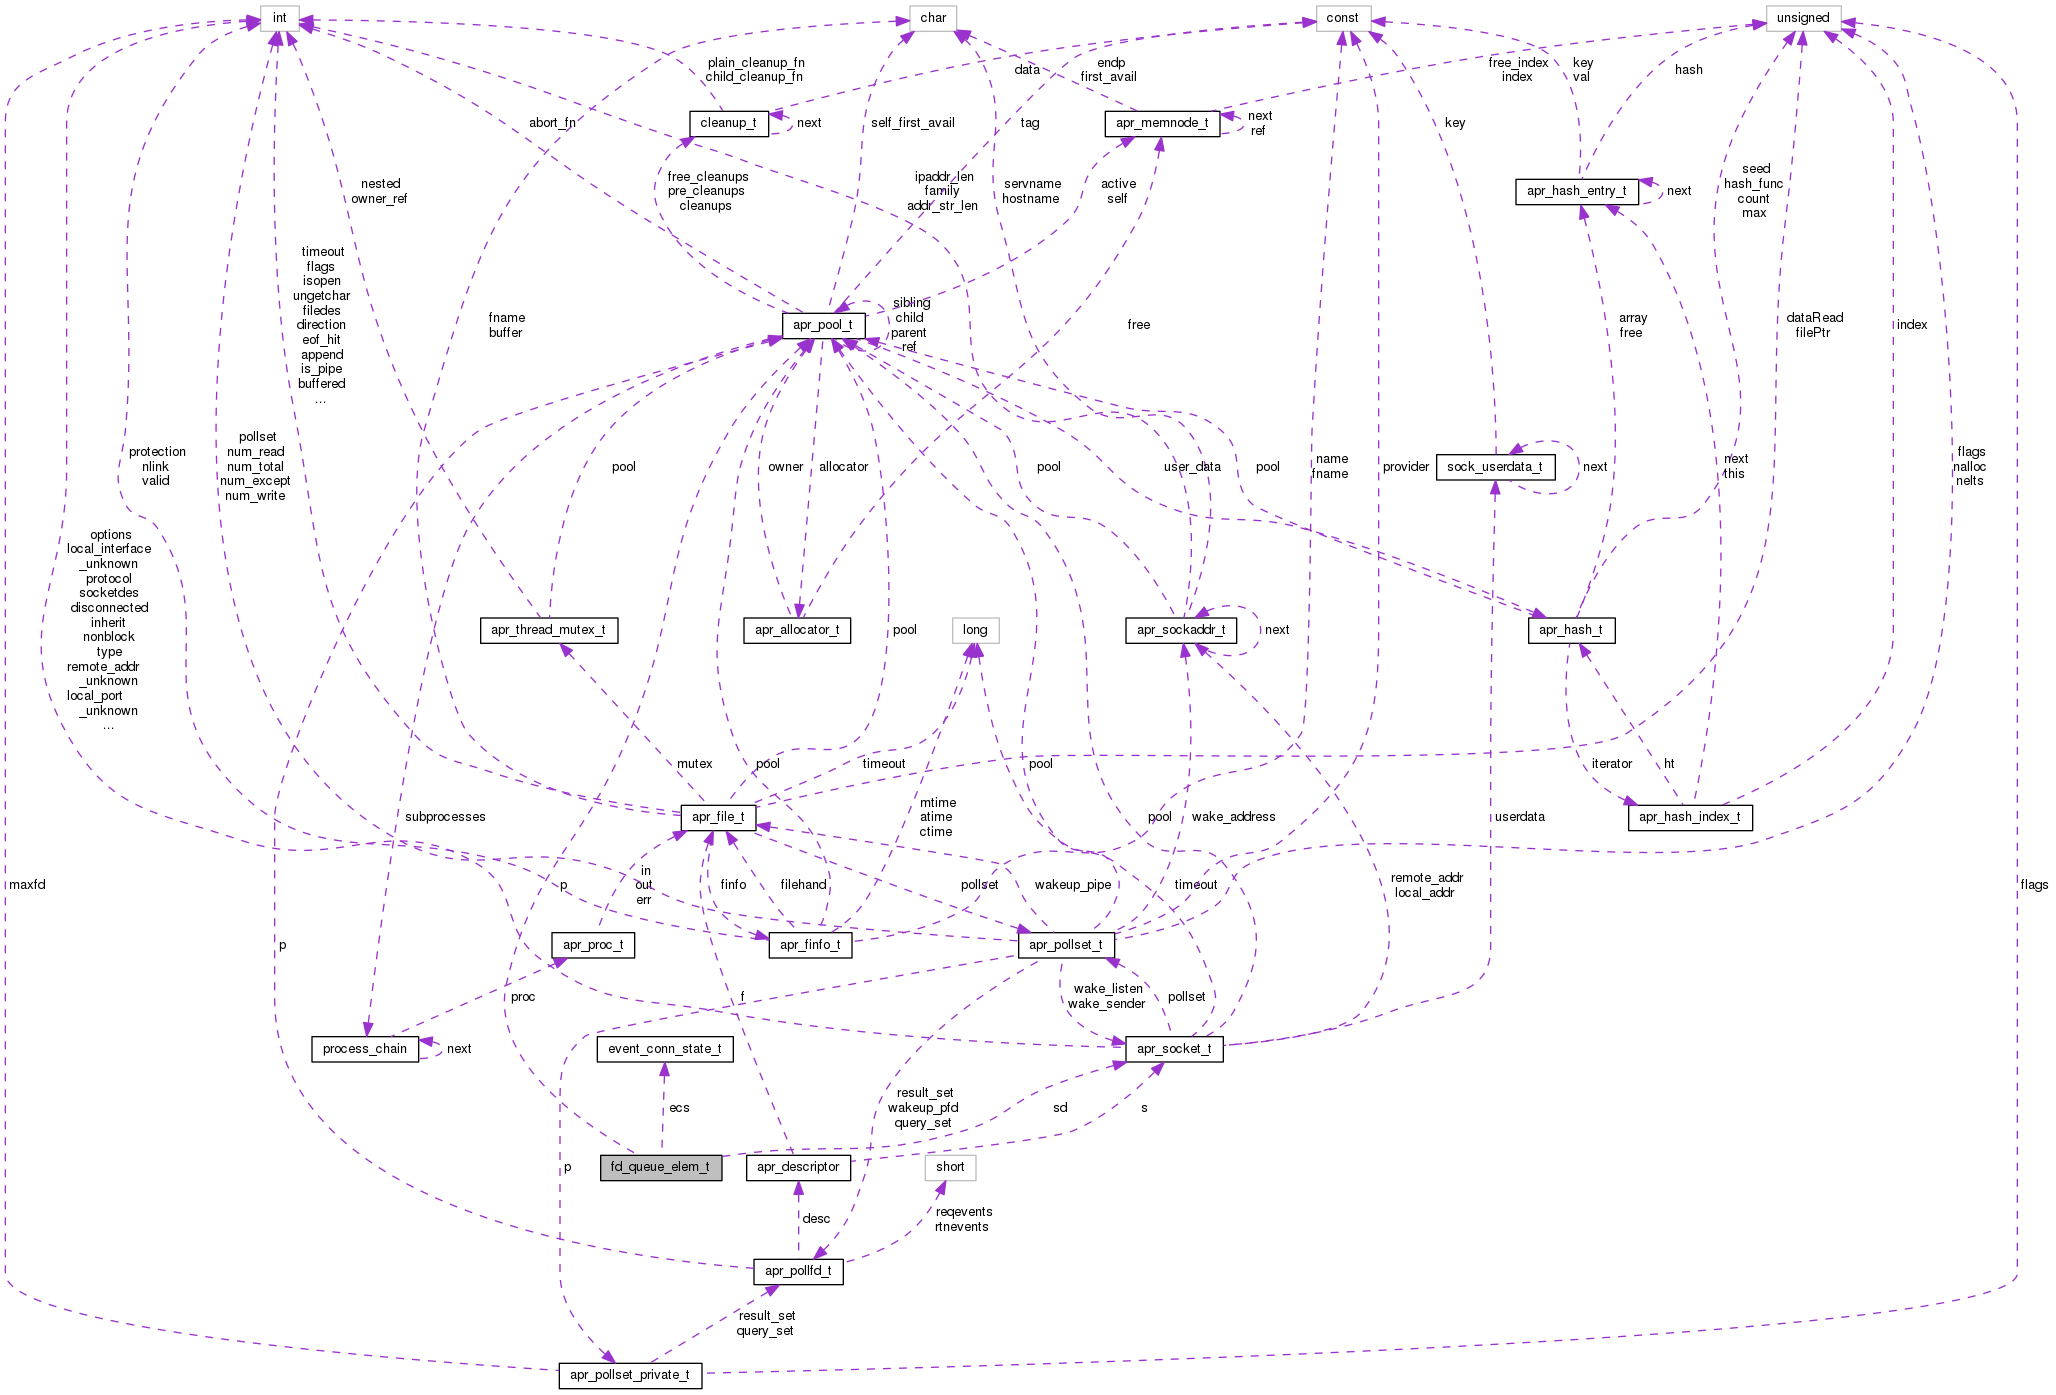 int
char
const
unsigned
plain_cleanup_fn
child_cleanup_fn
data
endp
first_avail
free_index
index
key
val
hash
cleanup_t
next
abort_fn
self_first_avail
tag
apr_memnode_t
next
ref
key
nested
owner_ref
free_cleanups
pre_cleanups
cleanups
ipaddr_len
family
addr_str_len
servname
hostname
active
self
apr_hash_entry_t
next
seed
hash_func
count
max
timeout
flags
isopen
ungetchar
filedes
direction
eof_hit
append
is_pipe
buffered
...
fname
buffer
apr_pool_t
sibling
child
parent
ref
free
array
free
dataRead
filePtr
index
protection
nlink
valid
pollset
num_read
num_total
num_except
num_write
pool
owner
allocator
pool
user_data
pool
name
fname
provider
sock_userdata_t
next
next
this
flags
nalloc
nelts
options
local_interface
_unknown
protocol
socketdes
disconnected
inherit
nonblock
type
remote_addr
_unknown
local_port
_unknown
...
apr_thread_mutex_t
apr_allocator_t
pool
long
apr_sockaddr_t
next
apr_hash_t
mutex
pool
timeout
pool
iterator
ht
subprocesses
apr_file_t
mtime
atime
ctime
pool
wake_address
userdata
apr_hash_index_t
maxfd
p
in
out
err
finfo
filehand
pollset
wakeup_pipe
timeout
remote_addr
local_addr
flags
p
apr_proc_t
apr_finfo_t
apr_pollset_t
proc
f
wake_listen
wake_sender
pollset
process_chain
next
event_conn_state_t
apr_socket_t
ecs
result_set
wakeup_pfd
query_set
sd
s
p
fd_queue_elem_t
apr_descriptor
short
desc
reqevents
rtnevents
apr_pollfd_t
result_set
query_set
apr_pollset_private_t